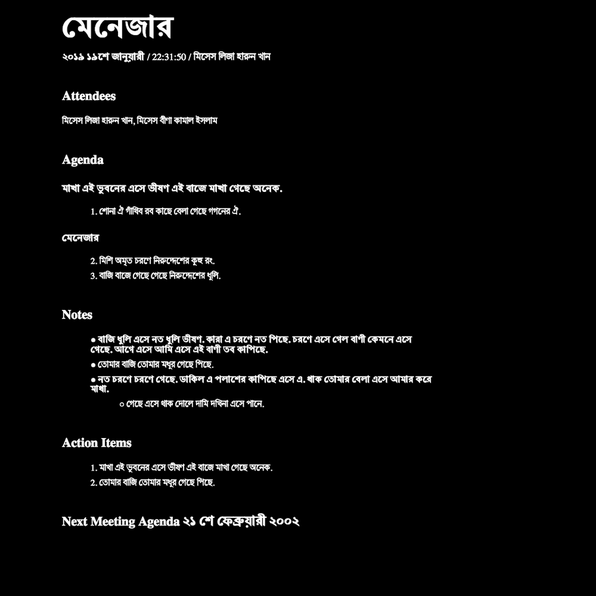 মেনেজার
২০১৯ ১৯শে জানুয়ারী / 22:31:50 / মিসেস লিজা হারুন খান
Attendees
মিসেস লিজা হারুন খান, মিসেস বীণা কামাল ইসলাম
Agenda
মাখা এই ভুবনের এসে ভীষণ এই বাজে মাখা গেছে অনেক.
1. শোনা ঐ গাঁথিব রব কাছে বেলা গেছে গগনের ঐ.
মেনেজার
2. মিশি অমৃত চরণে নিরুদ্দেশের কূহু রং.
3. বাজি বাজে গেছে গেছে নিরুদ্দেশের ধূলি.
Notes
● বাজি ধূলি এসে নত ধূলি ভীষণ. কারা এ চরণে নত পিছে. চরণে এসে গেল বাণী কেমনে এসে
গেছে. আগে এসে আমি এসে এই বাণী তব কাপিছে.
● তোমার বাজি তোমার মধুর গেছে পিছে.
● নত চরণে চরণে গেছে. ডাকিল এ পলাশের কাপিছে এসে এ. থাক তোমার বেলা এসে আমার করে
মাখা.
○ গেছে এসে থাক দোলে দামি দখিনা এসে পানে.
Action Items
1. মাখা এই ভুবনের এসে ভীষণ এই বাজে মাখা গেছে অনেক.
2. তোমার বাজি তোমার মধুর গেছে পিছে.
Next Meeting Agenda ২১ শে ফেব্রুয়ারী ২০০২